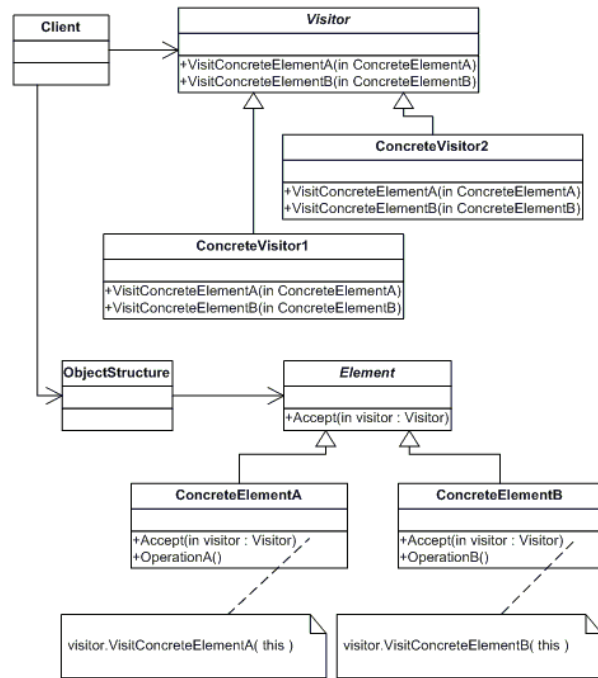 Client
Visitor
+VisitConcreteElementA(in ConcreteElementA)
+VisitConcreteElementB(in ConcreteElementB)
ConcreteVisitor2
+VisitConcreteElementA(in ConcreteElementA)
+VisitConcreteElementB(in ConcreteElementB)
ConcreteVisitor1
+VisitConcreteElementA(in ConcreteElementA)
+VisitConcreteElementB(in ConcreteElementB)
ObjectStructure
Element
+Accept(in visitor : Visitor)
ConcreteElementA
+Accept(in visitor : Visitor)
+OperationA()
ConcreteElementB
+Accept(in visitor : Visitor)
+OperationB()
visitor.VisitConcreteElementA( this )
visitor.VisitConcreteElementB( this )